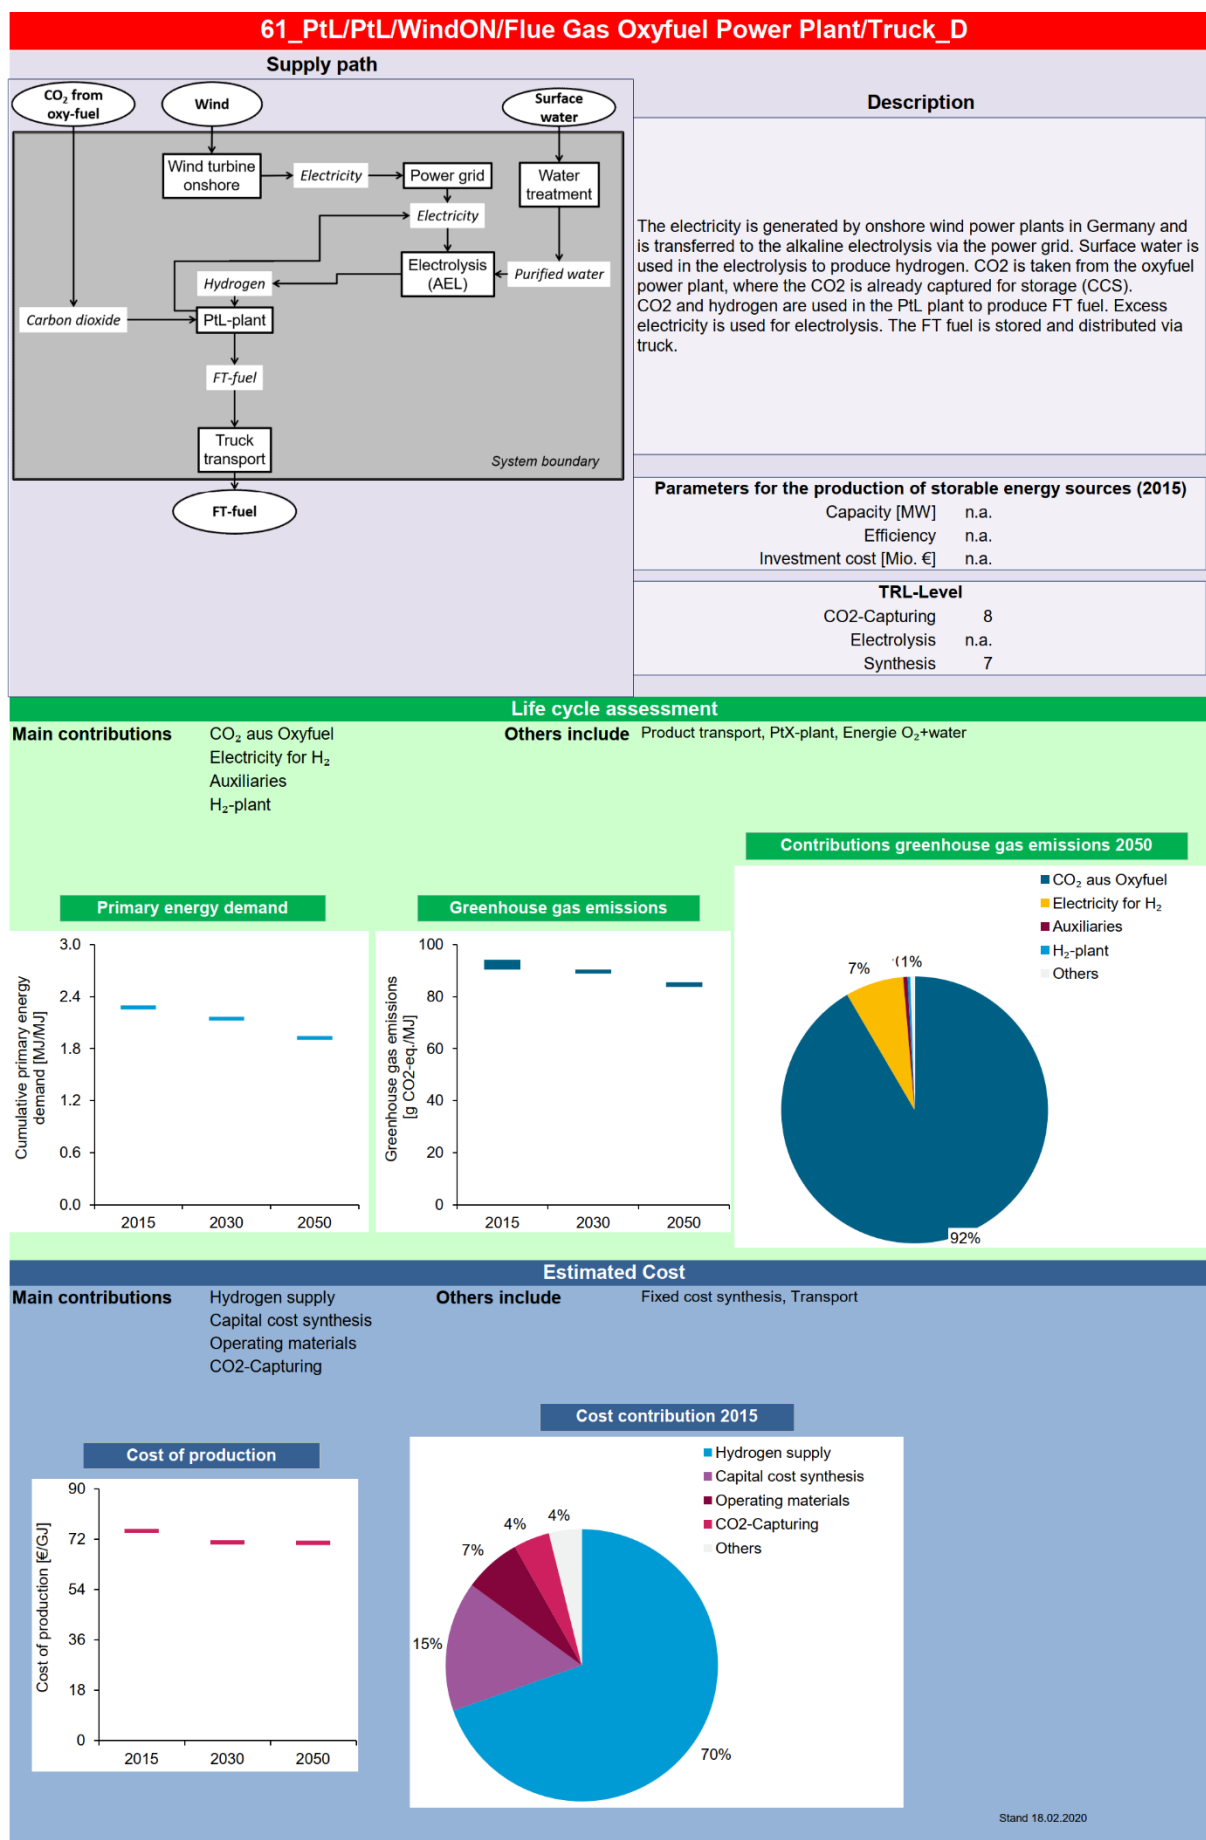 61_PtL/PtL/WindON/Flue Gas Oxyfuel Power Plant/Truck_D
Supply path
CO₂ from
oxy-fuel
Wind
Surface
water
Wind turbine
onshore
Electricity
Power grid
Water
treatment
Electricity
Hydrogen
Electrolysis
(AEL)
Purified water
Carbon dioxide
PtL-plant
FT-fuel
Truck
transport
System boundary
FT-fuel
Description
The electricity is generated by onshore wind power plants in Germany and
is transferred to the alkaline electrolysis via the power grid. Surface water is
used in the electrolysis to produce hydrogen. CO2 is taken from the oxyfuel
power plant, where the CO2 is already captured for storage (CCS).
CO2 and hydrogen are used in the PtL plant to produce FT fuel. Excess
electricity is used for electrolysis. The FT fuel is stored and distributed via
truck.
Parameters for the production of storable energy sources (2015)
Capacity [MW] n.a.
Efficiency n.a.
Investment cost [Mio. €] n.a.
TRL-Level
CO2-Capturing 8
Electrolysis n.a.
Synthesis 7
Life cycle assessment
Main contributions
CO₂ aus Oxyfuel
Electricity for H₂
Auxiliaries
H₂-plant
Others include
Product transport, PtX-plant, Energie O₂+water
Primary energy demand
Cumulative primary energy
demand [MJ/MJ]
3.0
2.4
1.8
1.2
0.6
0.0
2015 2030 2050
Greenhouse gas emissions
Greenhouse gas emissions
[g CO2-eq./MJ]
100
80
60
40
20
0
2015 2030 2050
Contributions greenhouse gas emissions 2050
CO₂ aus Oxyfuel
Electricity for H₂
Auxiliaries
H₂-plant
Others
7%
1%
92%
Estimated Cost
Main contributions
Hydrogen supply
Capital cost synthesis
Operating materials
CO2-Capturing
Others include
Fixed cost synthesis, Transport
Cost of production
Cost of production [€/GJ]
90
72
54
36
18
0
2015 2030 2050
Cost contribution 2015
Hydrogen supply
Capital cost synthesis
Operating materials
CO2-Capturing
Others
4%
4%
7%
15%
70%
Stand 18.02.2020